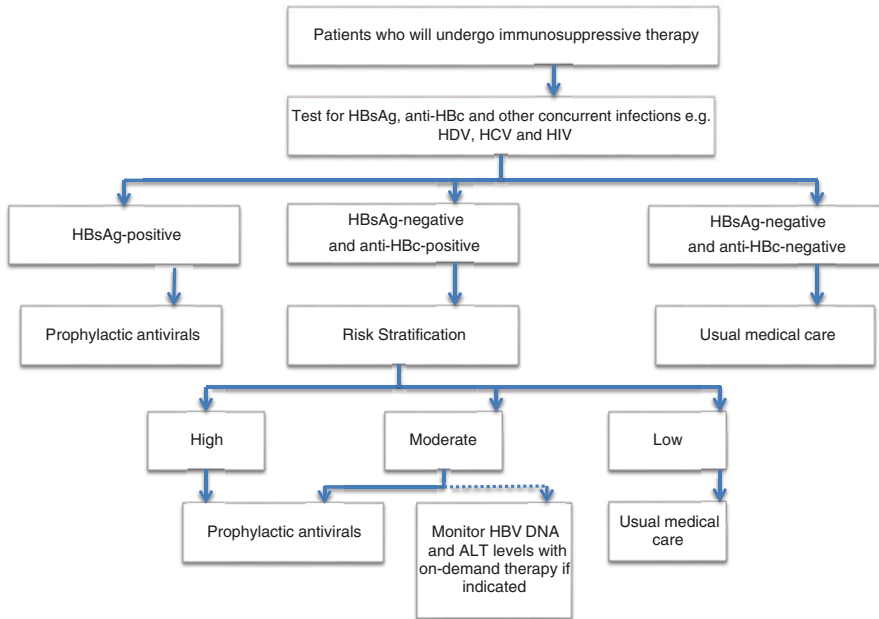 Patients who will undergo immunosuppressive therapy
Test for HBsAg, anti-HBc and other concurrent infections e.g.
HDV, HCV and HIV
HBsAg-positive
HBsAg-negative
and anti-HBc-positive
HBsAg-negative
and anti-HBc-negative
Prophylactic antivirals
Risk Stratification
Usual medical care
High
Moderate
Low
Prophylactic antivirals
Monitor HBV DNA
and ALT levels with
on-demand therapy if
indicated
Usual medical
care